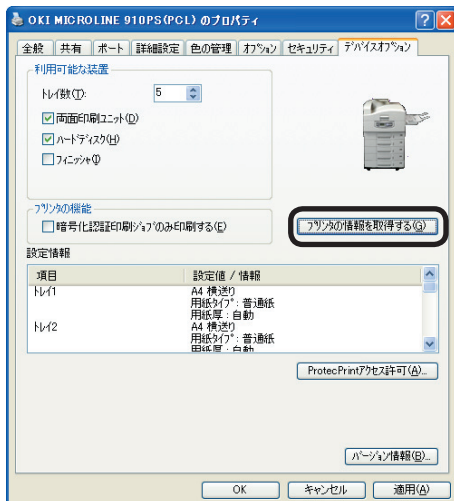 OKI MICROLINE 910PS(PCL) のプロパティ
全般 共有 ポート 詳細設定 色の管理 オプション セキュリティ デバイスオプション
利用可能な装置
トレイ数(T): 5
両面印刷ユニット(D)
ハードディスク(H)
フィニッシャ(I)
プリンタの機能
暗号化認証印刷ジョブのみ印刷する(E)
プリンタの情報を取得する(G)
設定情報
項目 設定値 / 情報
トレイ1 A4 横送り
用紙タイプ : 普通紙
用紙厚 : 自動
トレイ2 A4 横送り
用紙タイプ : 普通紙
用紙厚 : 自動
ProtecPrintアクセス許可(A)...
バージョン情報(B)...
OK キャンセル 適用(A)